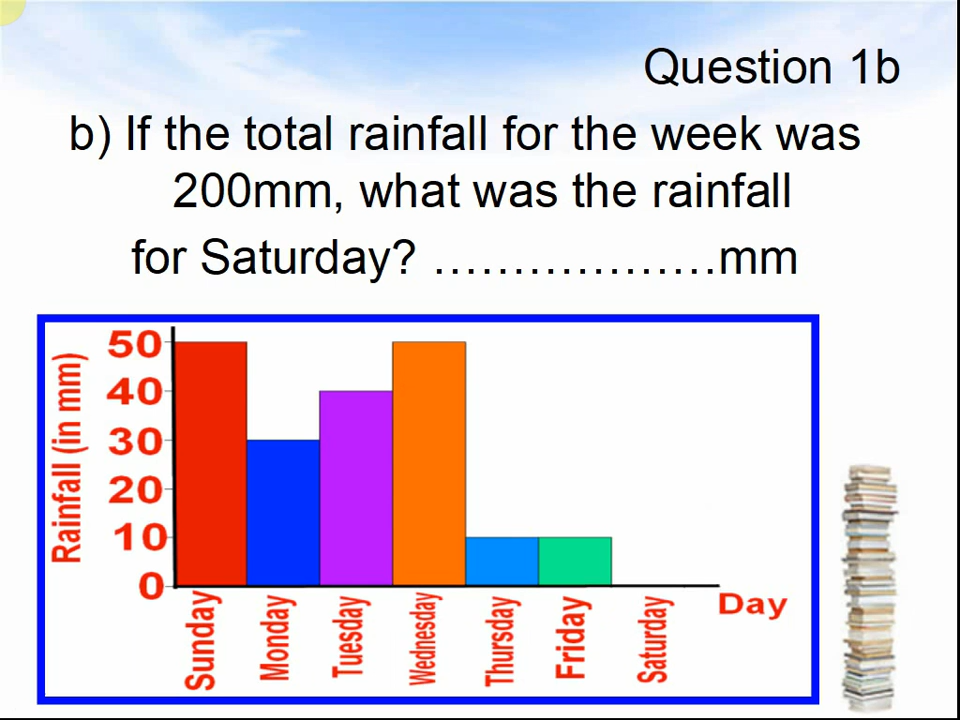 Question 1b
b) If the total rainfall for the week was
200mm, what was the rainfall
for Saturday? ………………mm
Rainfall (in mm)
50
40
30
20
10
0
Sunday
Monday
Tuesday
Wednesday
Thursday
Friday
Saturday
Day